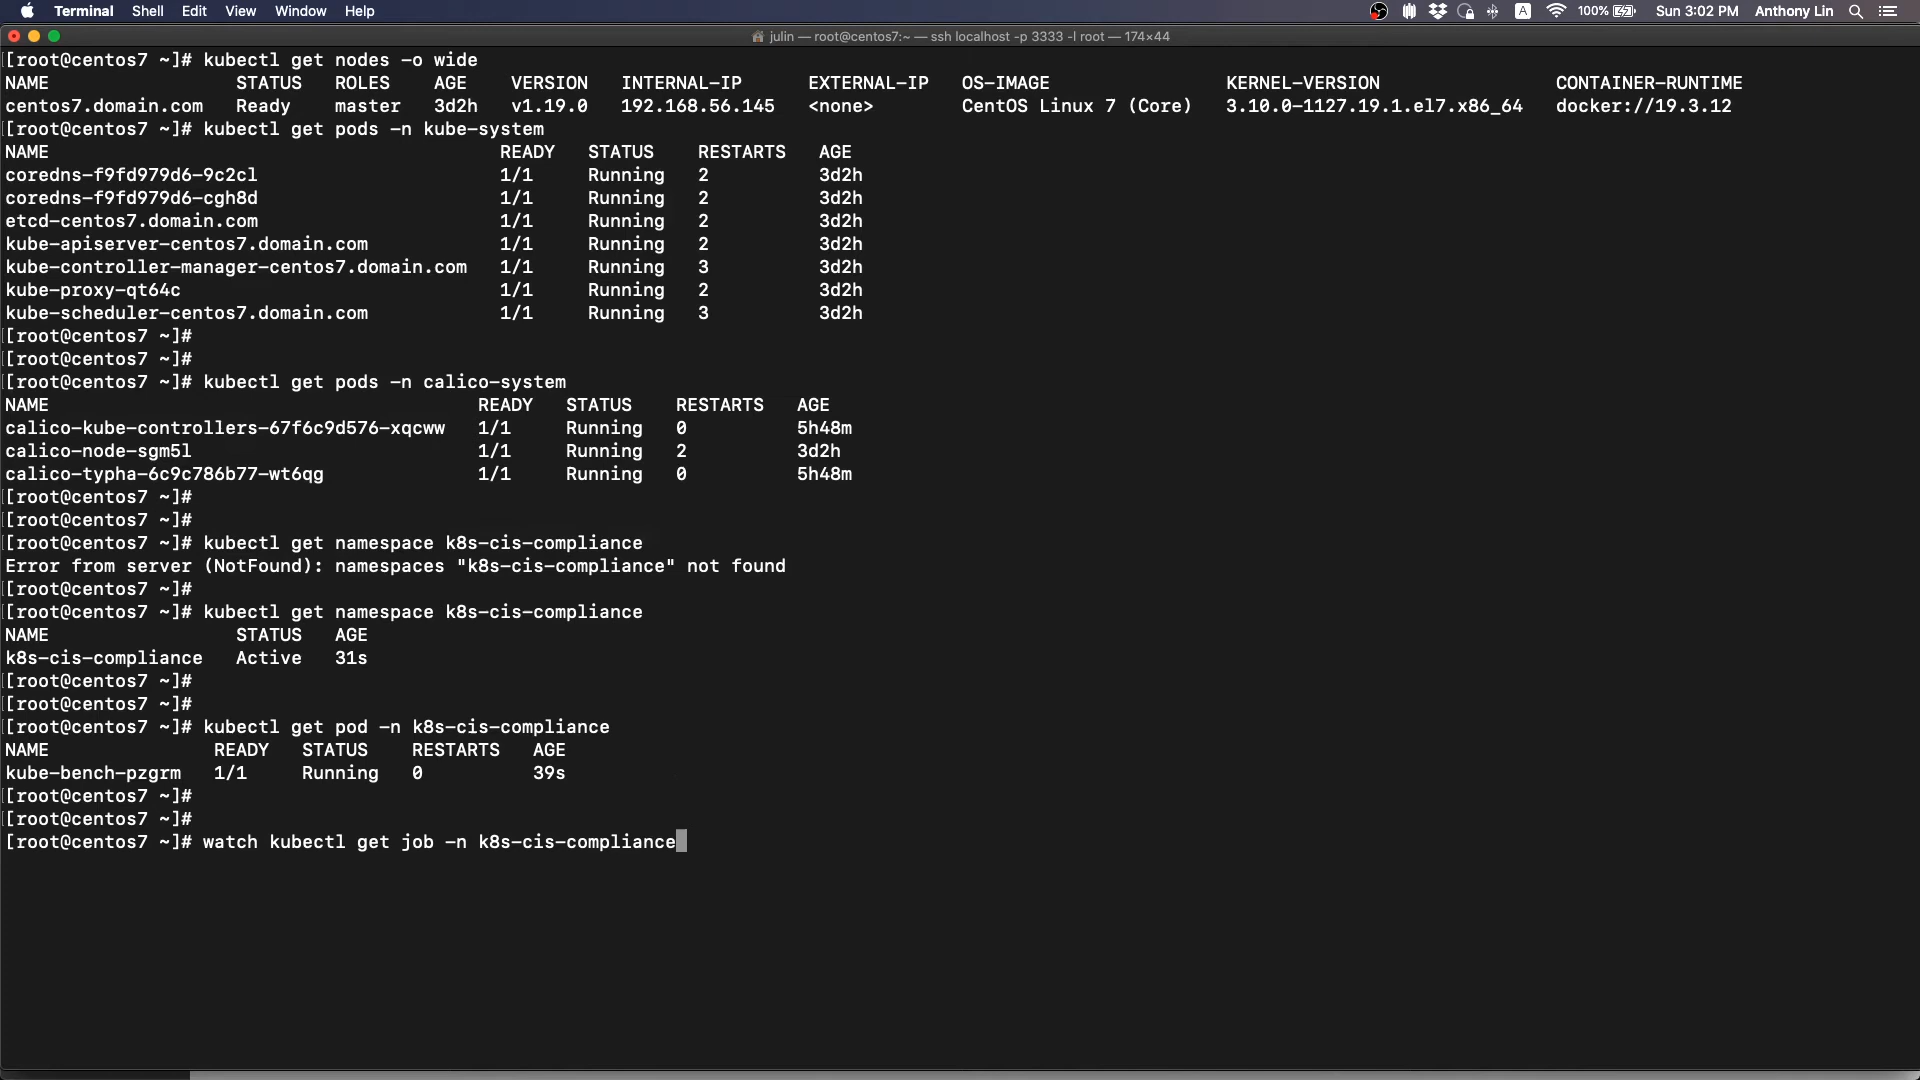 Terminal Shell Edit View Window Help 100% Sun 3:02 PM Anthony Lin
julin — root@centos7:~ — ssh localhost -p 3333 -l root — 174×44
[root@centos7 ~]# kubectl get nodes -o wide
NAME STATUS ROLES AGE VERSION INTERNAL-IP EXTERNAL-IP OS-IMAGE KERNEL-VERSION CONTAINER-RUNTIME
centos7.domain.com Ready master 3d2h v1.19.0 192.168.56.145 <none> CentOS Linux 7 (Core) 3.10.0-1127.19.1.el7.x86_64 docker://19.3.12
[root@centos7 ~]# kubectl get pods -n kube-system
NAME READY STATUS RESTARTS AGE
coredns-f9fd979d6-9c2cl 1/1 Running 2 3d2h
coredns-f9fd979d6-cgh8d 1/1 Running 2 3d2h
etcd-centos7.domain.com 1/1 Running 2 3d2h
kube-apiserver-centos7.domain.com 1/1 Running 2 3d2h
kube-controller-manager-centos7.domain.com 1/1 Running 3 3d2h
kube-proxy-qt64c 1/1 Running 2 3d2h
kube-scheduler-centos7.domain.com 1/1 Running 3 3d2h
[root@centos7 ~]#
[root@centos7 ~]#
[root@centos7 ~]# kubectl get pods -n calico-system
NAME READY STATUS RESTARTS AGE
calico-kube-controllers-67f6c9d576-xqcww 1/1 Running 0 5h48m
calico-node-sgm5l 1/1 Running 2 3d2h
calico-typha-6c9c786b77-wt6qg 1/1 Running 0 5h48m
[root@centos7 ~]#
[root@centos7 ~]#
[root@centos7 ~]# kubectl get namespace k8s-cis-compliance
Error from server (NotFound): namespaces "k8s-cis-compliance" not found
[root@centos7 ~]#
[root@centos7 ~]# kubectl get namespace k8s-cis-compliance
NAME STATUS AGE
k8s-cis-compliance Active 31s
[root@centos7 ~]#
[root@centos7 ~]#
[root@centos7 ~]# kubectl get pod -n k8s-cis-compliance
NAME READY STATUS RESTARTS AGE
kube-bench-pzgrm 1/1 Running 0 39s
[root@centos7 ~]#
[root@centos7 ~]#
[root@centos7 ~]# watch kubectl get job -n k8s-cis-compliance